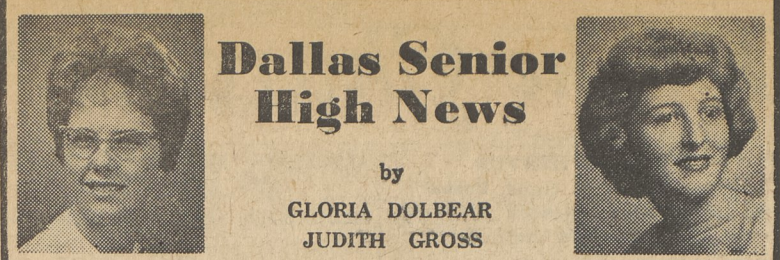 Dallas Senior
High News
by
GLORIA DOLBEAR
JUDITH GROSS